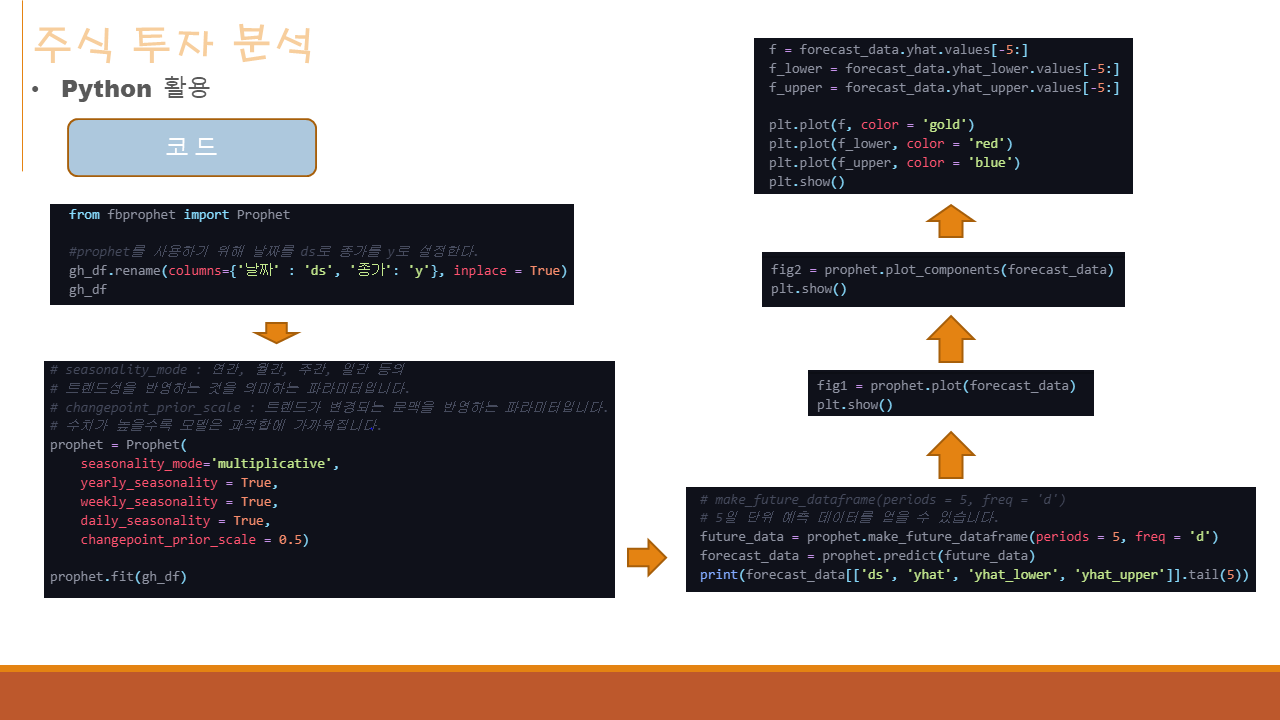 주식 투자 분석
• Python 활용
코드
from fbprophet import Prophet
#prophet를 사용하기 위해 날짜를 ds로 종가를 y로 설정한다.
gh_df.rename(columns={'날짜' : 'ds', '종가': 'y'}, inplace = True)
gh_df
# seasonality_mode : 연간, 월간, 주간, 일간 등의
# 트렌드성을 반영하는 것을 의미하는 파라미터입니다.
# changepoint_prior_scale : 트렌드가 변경되는 문맥을 반영하는 파라미터입니다.
# 수치가 높을수록 모델은 과적합에 가까워집니다.
prophet = Prophet(
    seasonality_mode='multiplicative',
    yearly_seasonality = True,
    weekly_seasonality = True,
    daily_seasonality = True,
    changepoint_prior_scale = 0.5)
prophet.fit(gh_df)
# make_future_dataframe(periods = 5, freq = 'd')
# 5일 단위 예측 데이터를 얻을 수 있습니다.
future_data = prophet.make_future_dataframe(periods = 5, freq = 'd')
forecast_data = prophet.predict(future_data)
print(forecast_data[['ds', 'yhat', 'yhat_lower', 'yhat_upper']].tail(5))
fig1 = prophet.plot(forecast_data)
plt.show()
fig2 = prophet.plot_components(forecast_data)
plt.show()
f = forecast_data.yhat.values[-5:]
f_lower = forecast_data.yhat_lower.values[-5:]
f_upper = forecast_data.yhat_upper.values[-5:]
plt.plot(f, color = 'gold')
plt.plot(f_lower, color = 'red')
plt.plot(f_upper, color = 'blue')
plt.show()